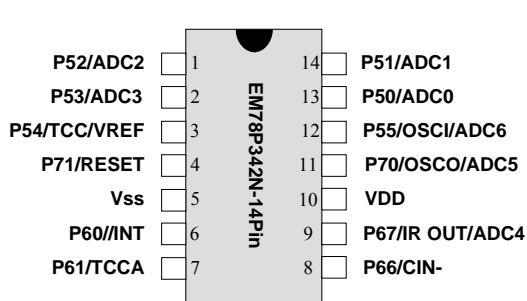 P52/ADC2 1 14 P51/ADC1
P53/ADC3 2 13 P50/ADC0
P54/TCC/VREF 3 12 P55/OSCI/ADC6
P71/RESET 4 11 P70/OSCO/ADC5
Vss 5 10 VDD
P60//INT 6 9 P67/IR OUT/ADC4
P61/TCCA 7 8 P66/CIN-
EM78P342N-14Pin